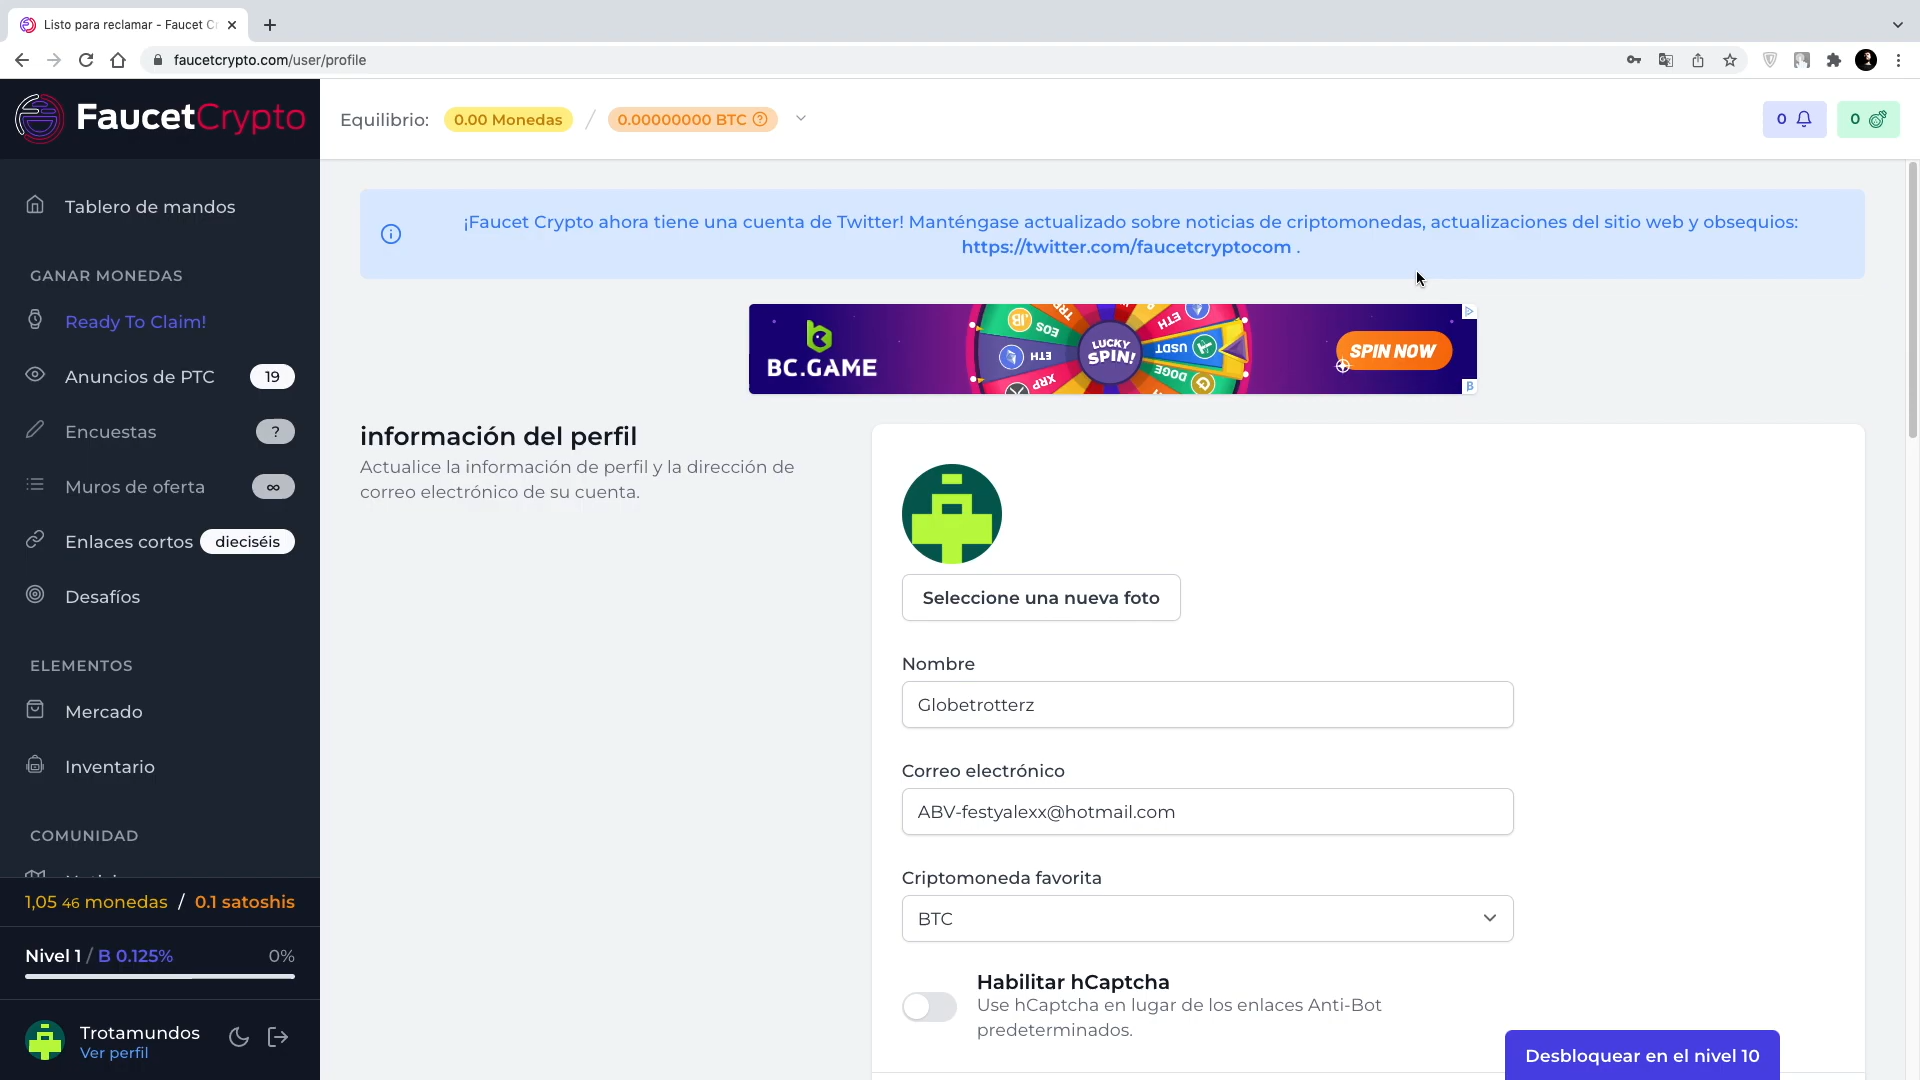 Listo para reclamar - Faucet C
faucetcrypto.com/user/profile
FaucetCrypto
Equilibrio: 0.00 Monedas / 0.00000000 BTC
0
0
Tablero de mandos
GANAR MONEDAS
Ready To Claim!
Anuncios de PTC 19
Encuestas ?
Muros de oferta ∞
Enlaces cortos dieciséis
Desafíos
ELEMENTOS
Mercado
Inventario
COMUNIDAD
1,05 46 monedas / 0.1 satoshis
Nivel 1 / B 0.125% 0%
Trotamundos
Ver perfil
¡Faucet Crypto ahora tiene una cuenta de Twitter! Manténgase actualizado sobre noticias de criptomonedas, actualizaciones del sitio web y obsequios:
https://twitter.com/faucetcryptocom .
BC.GAME
EOS
ETH
XRP
LUCKY
SPIN!
ETH
USDT
DOGE
SPIN NOW
B
información del perfil
Actualice la información de perfil y la dirección de
correo electrónico de su cuenta.
Seleccione una nueva foto
Nombre
Globetrotterz
Correo electrónico
ABV-festyalexx@hotmail.com
Criptomoneda favorita
BTC
Habilitar hCaptcha
Use hCaptcha en lugar de los enlaces Anti-Bot
predeterminados.
Desbloquear en el nivel 10